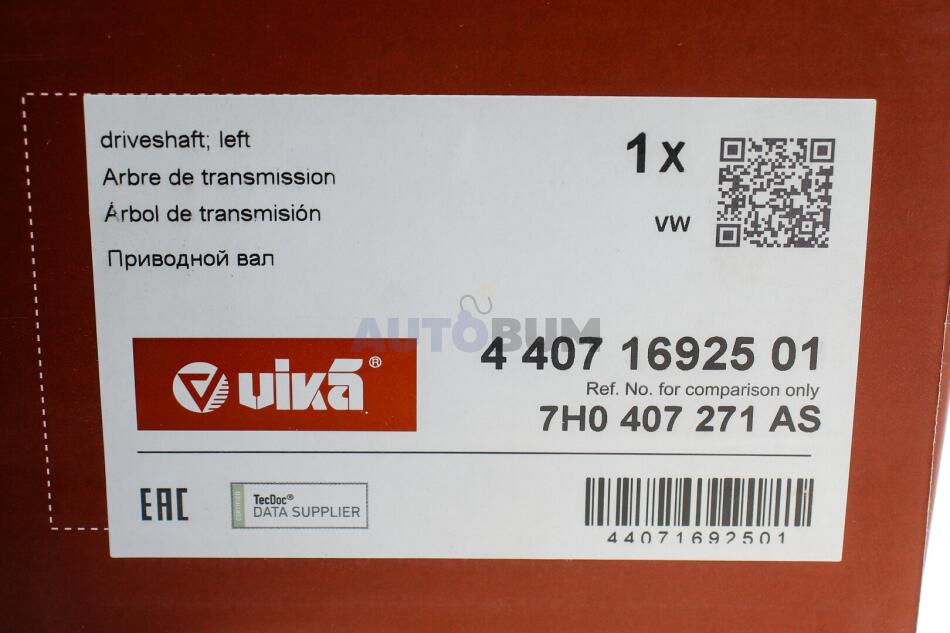 driveshaft; left
Arbre de transmission
Árbol de transmisión
Приводной вал
1 x
VW
AUTOBUM
4 407 16925 01
Ref. No. for comparison only
7H0 407 271 AS
vikā®
EAC
CERTIFIED
TecDoc®
DATA SUPPLIER
44071692501